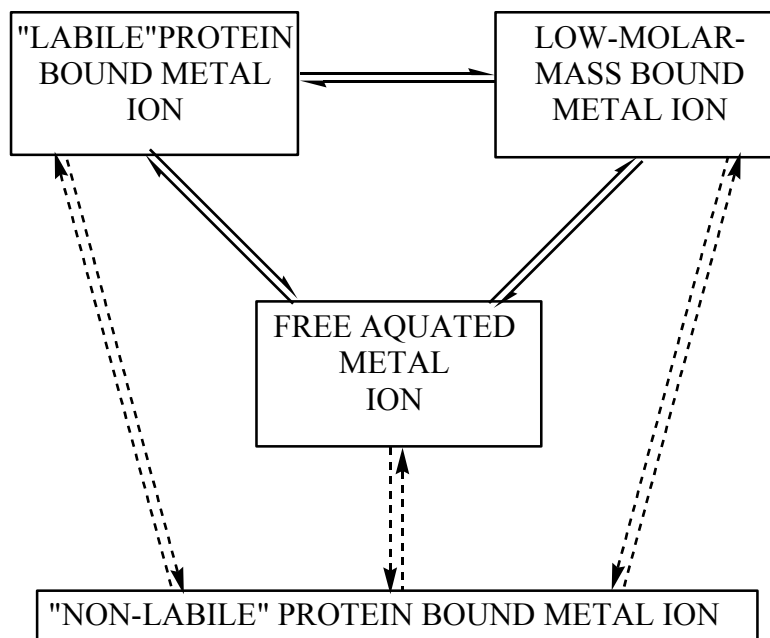 "LABILE"PROTEIN
BOUND METAL
ION
LOW-MOLAR-
MASS BOUND
METAL ION
FREE AQUATED
METAL
ION
"NON-LABILE" PROTEIN BOUND METAL ION